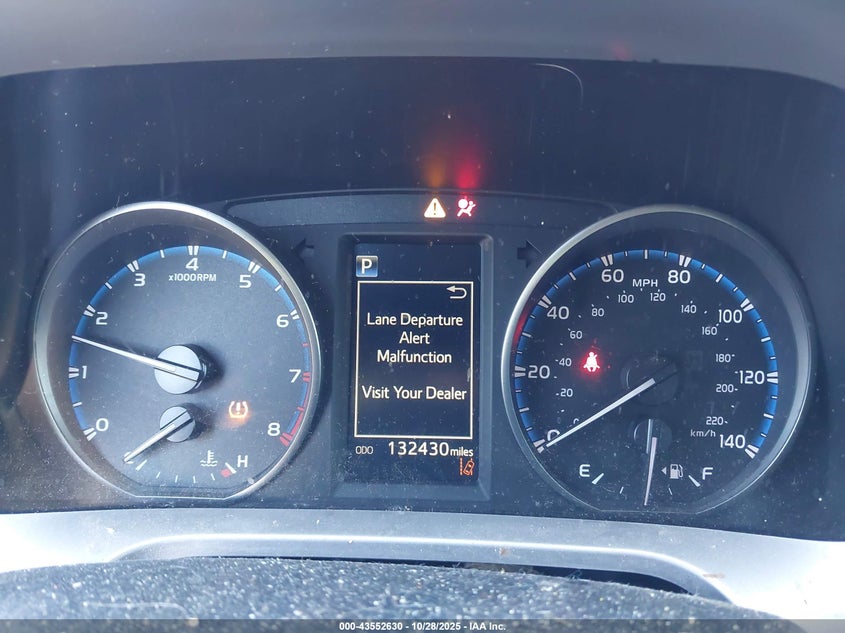 4
x1000RPM
3
5
2
6
1
7
0
8
H
P
Lane Departure
Alert
Malfunction
Visit Your Dealer
ODO 132430 miles
MPH
60 80
100 120
40 80 140 100
60 160
40 180
20 120
20 200
0 0 220
km/h 140
E F
000-43552630 | 10/28/2025 - IAA Inc.